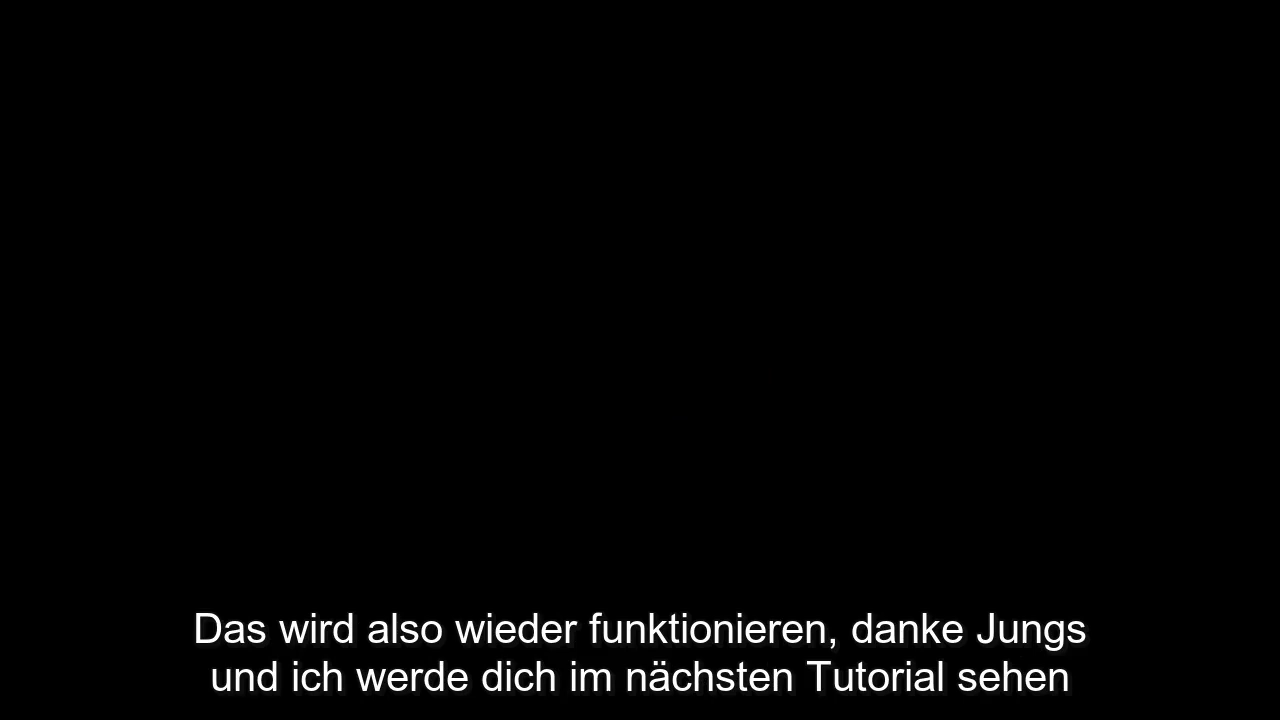 Das wird also wieder funktionieren, danke Jungs
und ich werde dich im nächsten Tutorial sehen